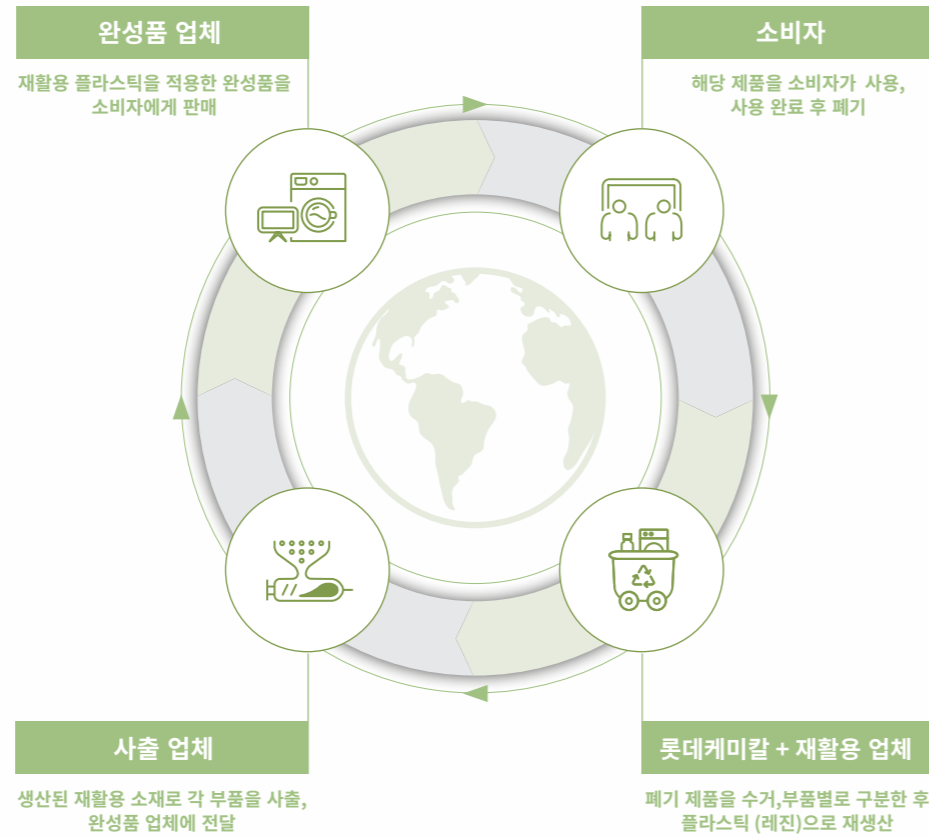 완성품 업체
재활용 플라스틱을 적용한 완성품을
소비자에게 판매
소비자
해당 제품을 소비자가 사용,
사용 완료 후 폐기
사출 업체
생산된 재활용 소재로 각 부품을 사출,
완성품 업체에 전달
롯데케미칼 + 재활용 업체
폐기 제품을 수거,부품별로 구분한 후
플라스틱 (레진)으로 재생산